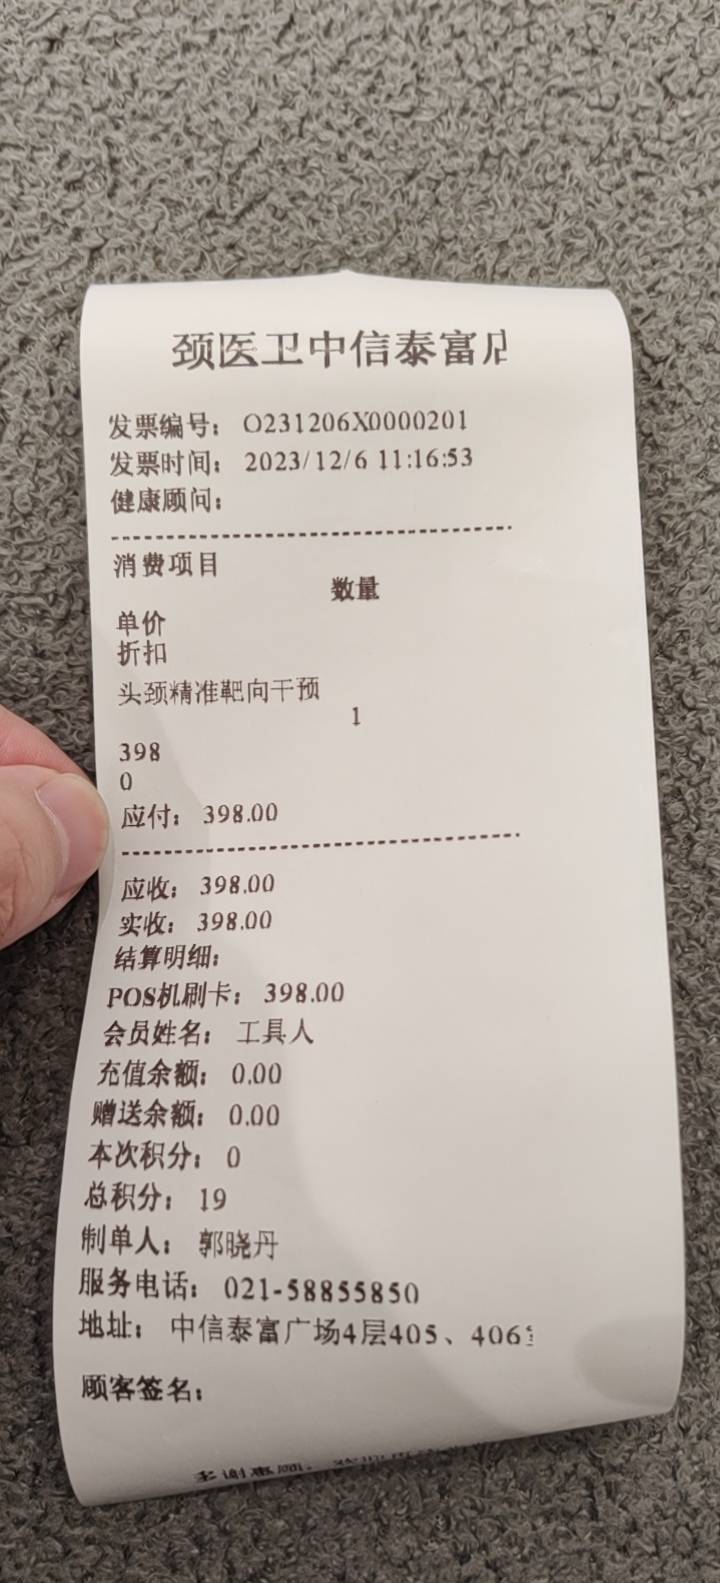 颈医卫中信泰富
发票编号： O231206X0000201
发票时间： 2023/12/6 11:16:53
健康顾问：
消费项目
数量
单价
折扣
头颈精准靶向干预
1
398
0
应付： 398.00
应收： 398.00
实收： 398.00
结算明细：
POS机刷卡： 398.00
会员姓名： 工具人
充值余额： 0.00
赠送余额： 0.00
本次积分： 0
总积分： 19
制单人： 郭晓丹
服务电话： 021-58855850
地址： 中信泰富广场4层405、406
顾客签名：